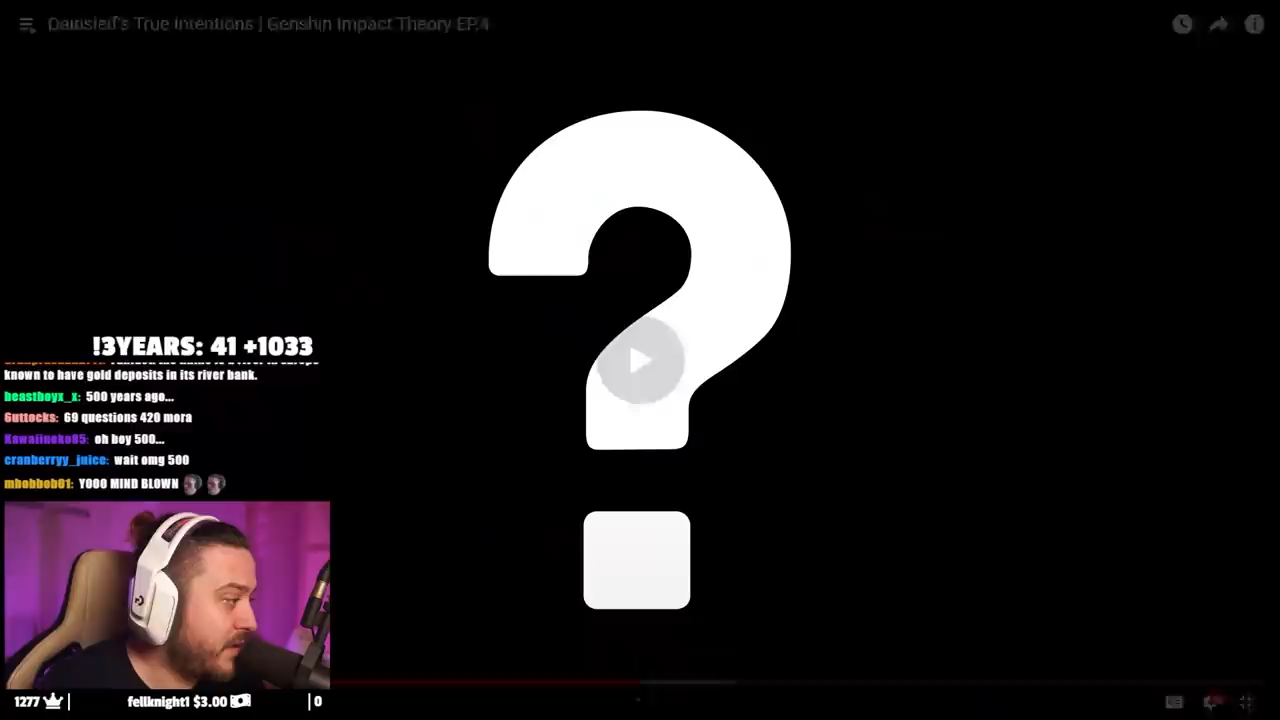 Dainsleif's True Intentions | Genshin Impact Theory EP.4
?
!3YEARS: 41 +1033
known to have gold deposits in its river bank.
beastboyx_x: 500 years ago...
6uttocks: 69 questions 420 mora
Kawaiineko85: oh boy 500...
cranberryy_juice: wait omg 500
mbobbob01: YOOO MIND BLOWN
1277 | fellknight1 $3.00 | 0